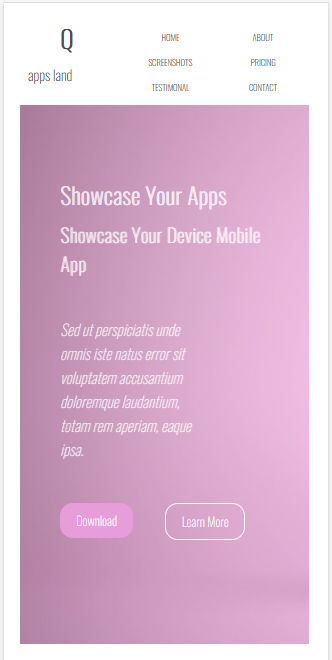 Q
apps land
HOME
ABOUT
SCREENSHOTS
PRICING
TESTIMONAL
CONTACT
Showcase Your Apps
Showcase Your Device Mobile
App
Sed ut perspiciatis unde
omnis iste natus error sit
voluptatem accusantium
doloremque laudantium,
totam rem aperiam, eaque
ipsa.
Download
Learn More